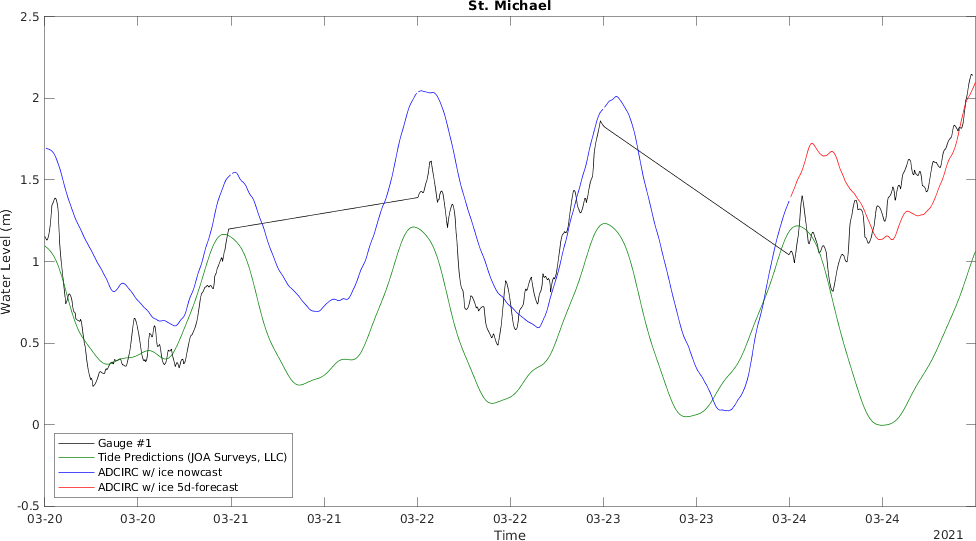 St. Michael
2.5
2
1.5
1
0.5
0
-0.5
Water Level (m)
Gauge #1
Tide Predictions (JOA Surveys, LLC)
ADCIRC w/ ice nowcast
ADCIRC w/ ice 5d-forecast
03-20 03-20 03-21 03-21 03-22 03-22 03-23 03-23 03-24 03-24
Time
2021